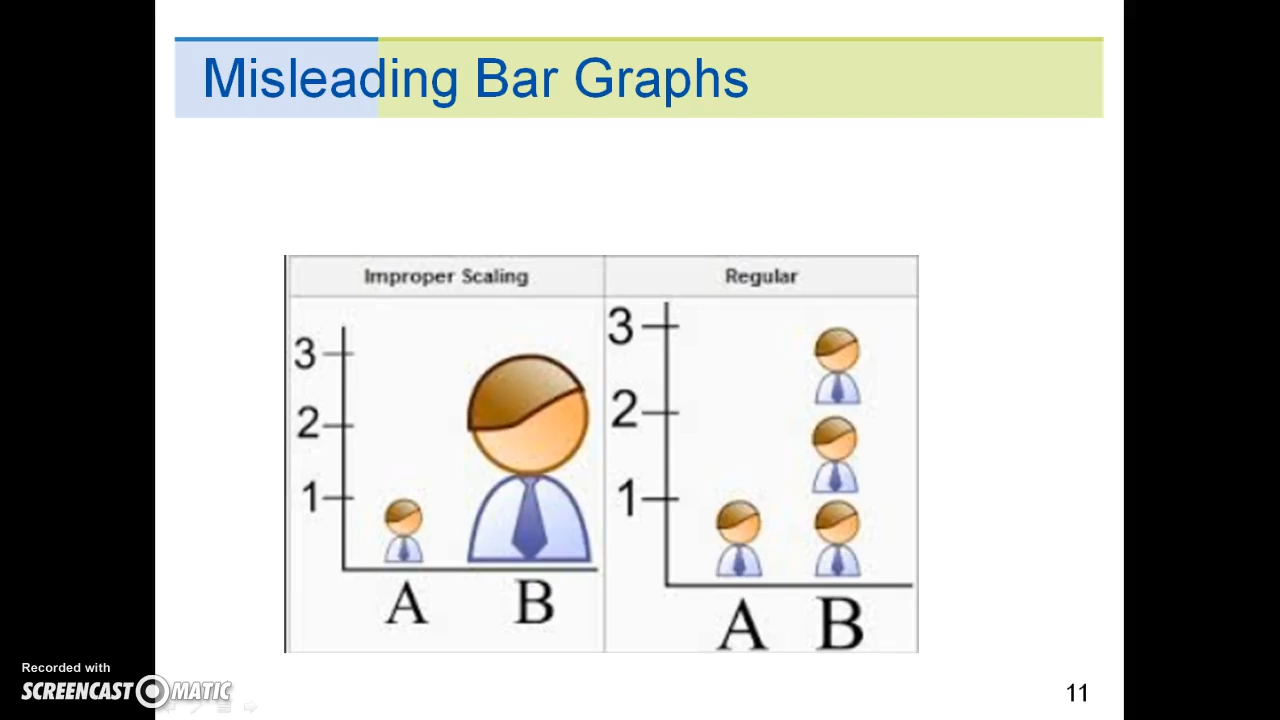 Misleading Bar Graphs
Improper Scaling
Regular
3
2
1
A B
3
2
1
A B
Recorded with
SCREENCAST MATIC
11